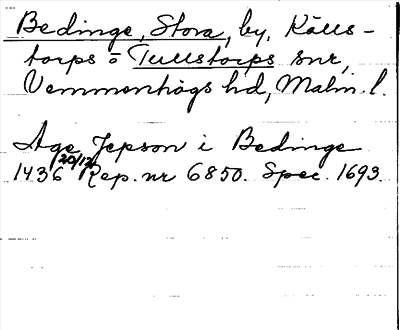 Bedinge, Stora, by, Källs-
torps o Tullstorps snr,
Vemmenhögs hd, Malm. l.
Age Jepson i Bedinge
1436 20/12 Rep. nr 6850. Spec. 1693.